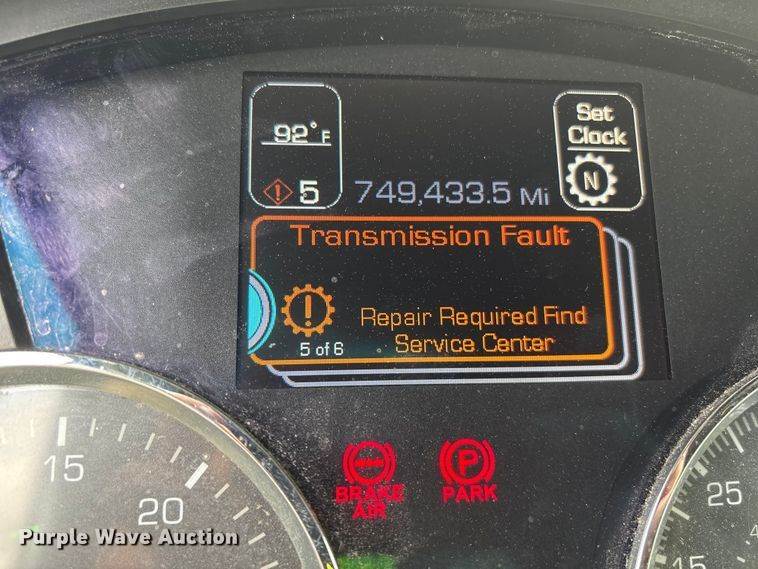 92°F
5
749,433.5 Mi
Set
Clock
N
Transmission Fault
Repair Required Find
Service Center
5 of 6
BRAKE
AIR
P
PARK
15
20
25
15
Purple Wave Auction